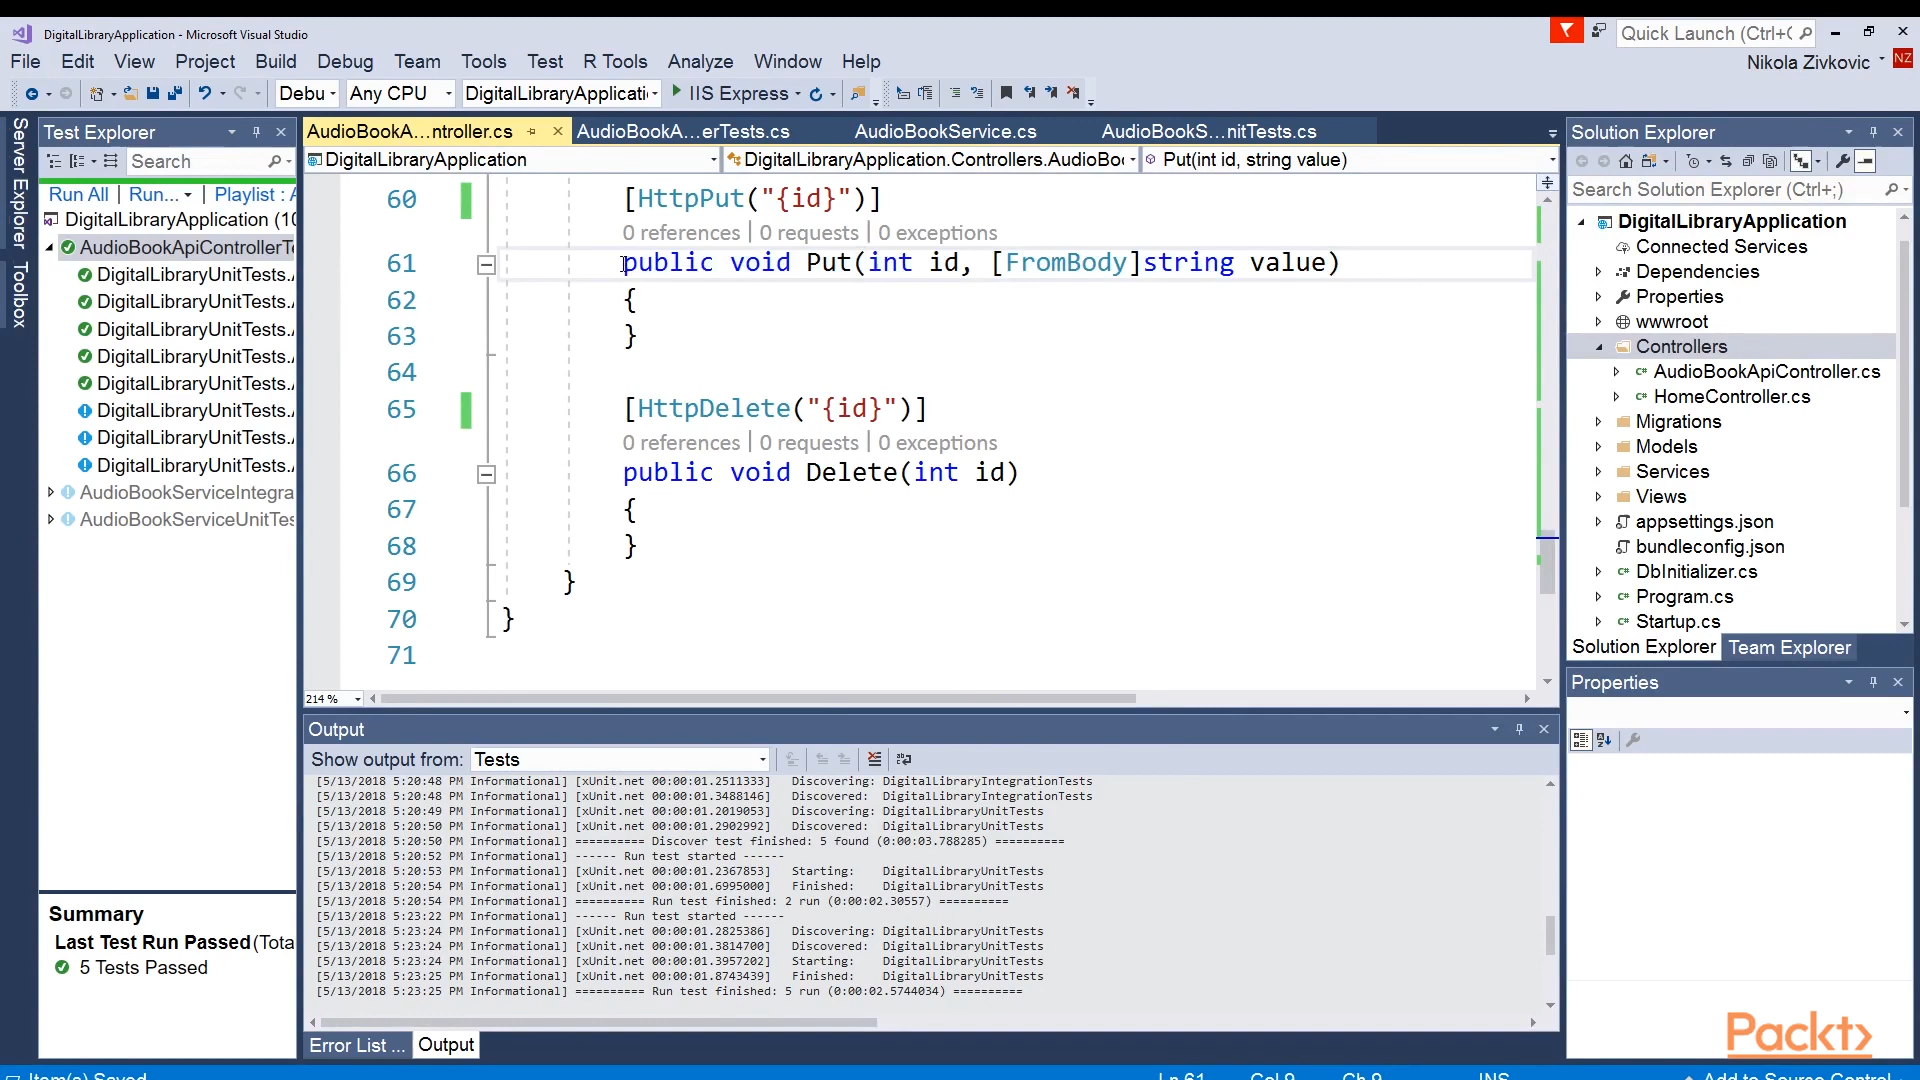 DigitalLibraryApplication - Microsoft Visual Studio
Quick Launch (Ctrl+Q
File Edit View Project Build Debug Team Tools Test R Tools Analyze Window Help
Nikola Zivkovic NZ
Debu Any CPU DigitalLibraryApplicati IIS Express
Server Explorer
Toolbox
Test Explorer
Search
Run All Run... Playlist :
DigitalLibraryApplication (10
AudioBookApiControllerTe
DigitalLibraryUnitTests.
DigitalLibraryUnitTests.
DigitalLibraryUnitTests.
DigitalLibraryUnitTests.
DigitalLibraryUnitTests.
DigitalLibraryUnitTests.
DigitalLibraryUnitTests.
DigitalLibraryUnitTests.
AudioBookServiceIntegra
AudioBookServiceUnitTes
Summary
Last Test Run Passed (Tota
5 Tests Passed
AudioBookA...ntroller.cs AudioBookA...erTests.cs AudioBookService.cs AudioBookS...nitTests.cs
DigitalLibraryApplication DigitalLibraryApplication.Controllers.AudioBo Put(int id, string value)
60 [HttpPut("{id}")]
0 references | 0 requests | 0 exceptions
61 public void Put(int id, [FromBody]string value)
62 {
63 }
64
65 [HttpDelete("{id}")]
0 references | 0 requests | 0 exceptions
66 public void Delete(int id)
67 {
68 }
69 }
70 }
71
214 %
Output
Show output from: Tests
[5/13/2018 5:20:48 PM Informational] [xUnit.net 00:00:01.2511333] Discovering: DigitalLibraryIntegrationTests
[5/13/2018 5:20:48 PM Informational] [xUnit.net 00:00:01.3488146] Discovered: DigitalLibraryIntegrationTests
[5/13/2018 5:20:49 PM Informational] [xUnit.net 00:00:01.2019053] Discovering: DigitalLibraryUnitTests
[5/13/2018 5:20:50 PM Informational] [xUnit.net 00:00:01.2902992] Discovered: DigitalLibraryUnitTests
[5/13/2018 5:20:50 PM Informational] ========== Discover test finished: 5 found (0:00:03.788285) ==========
[5/13/2018 5:20:52 PM Informational] ------ Run test started ------
[5/13/2018 5:20:53 PM Informational] [xUnit.net 00:00:01.2367853] Starting: DigitalLibraryUnitTests
[5/13/2018 5:20:54 PM Informational] [xUnit.net 00:00:01.6995000] Finished: DigitalLibraryUnitTests
[5/13/2018 5:20:54 PM Informational] ========== Run test finished: 2 run (0:00:02.30557) ==========
[5/13/2018 5:23:22 PM Informational] ------ Run test started ------
[5/13/2018 5:23:24 PM Informational] [xUnit.net 00:00:01.2825386] Discovering: DigitalLibraryUnitTests
[5/13/2018 5:23:24 PM Informational] [xUnit.net 00:00:01.3814700] Discovered: DigitalLibraryUnitTests
[5/13/2018 5:23:24 PM Informational] [xUnit.net 00:00:01.3957202] Starting: DigitalLibraryUnitTests
[5/13/2018 5:23:25 PM Informational] [xUnit.net 00:00:01.8743439] Finished: DigitalLibraryUnitTests
[5/13/2018 5:23:25 PM Informational] ========== Run test finished: 5 run (0:00:02.5744034) ==========
Error List ... Output
Solution Explorer
Search Solution Explorer (Ctrl+;)
DigitalLibraryApplication
Connected Services
Dependencies
Properties
wwwroot
Controllers
AudioBookApiController.cs
HomeController.cs
Migrations
Models
Services
Views
appsettings.json
bundleconfig.json
DbInitializer.cs
Program.cs
Startup.cs
Solution Explorer Team Explorer
Properties
Packt>
Item(s) Saved Ln 61 Col 9 Ch 9 INS Add to Source Control